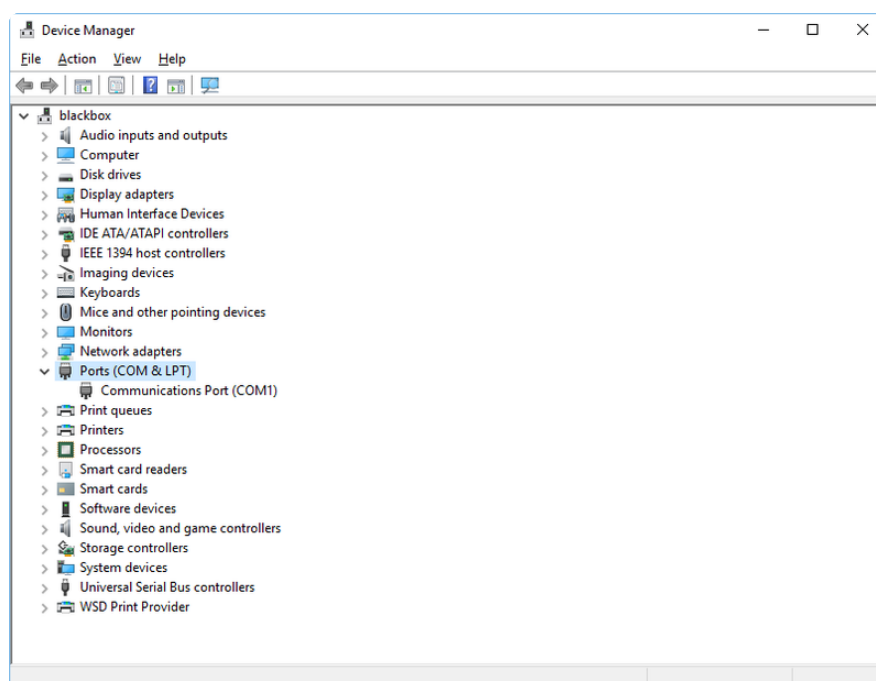 Device Manager
File Action View Help
blackbox
Audio inputs and outputs
Computer
Disk drives
Display adapters
Human Interface Devices
IDE ATA/ATAPI controllers
IEEE 1394 host controllers
Imaging devices
Keyboards
Mice and other pointing devices
Monitors
Network adapters
Ports (COM & LPT)
Communications Port (COM1)
Print queues
Printers
Processors
Smart card readers
Smart cards
Software devices
Sound, video and game controllers
Storage controllers
System devices
Universal Serial Bus controllers
WSD Print Provider